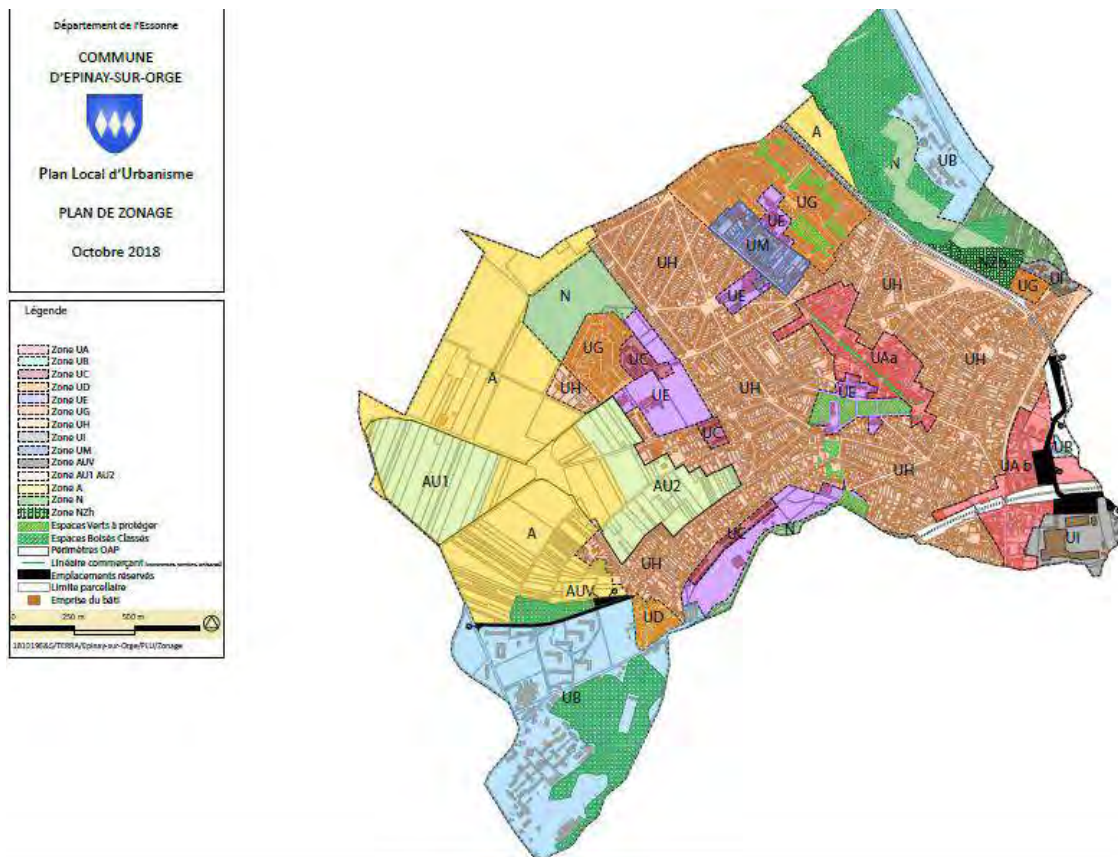 Département de l'Essonne
COMMUNE
D'EPINAY-SUR-ORGE
Plan Local d'Urbanisme
PLAN DE ZONAGE
Octobre 2018
Légende
Zone UA
Zone UB
Zone UC
Zone UD
Zone UE
Zone UG
Zone UH
Zone UI
Zone UM
Zone AUV
Zone AU1 AU2
Zone A
Zone N
Zone NZh
Espaces Verts à protéger
Espaces Boisés Classés
Périmètres OAP
Linéaire commerçant
Emplacements réservés
Limite parcellaire
Emprise du bâti
0 250 m 500 m
A
N
UB
UG
UE
UM
UH
UH
NZh
UG
UI
UE
N
UG
UC
UAa
UH
UH
A
UH
UE
UE
UC
UA b
UB
AU1
AU2
UH
UI
A
UC
N
UH
AUV
UD
UB